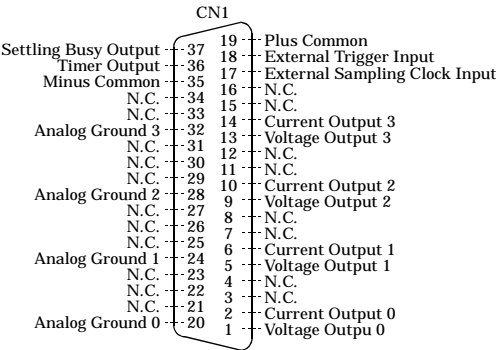 CN1
19 Plus Common
Settling Busy Output 37
18 External Trigger Input
Timer Output 36
17 External Sampling Clock Input
Minus Common 35
16 N.C.
N.C. 34
15 N.C.
N.C. 33
14 Current Output 3
Analog Ground 3 32
13 Voltage Output 3
N.C. 31
12 N.C.
N.C. 30
11 N.C.
N.C. 29
10 Current Output 2
Analog Ground 2 28
9 Voltage Output 2
N.C. 27
8 N.C.
N.C. 26
7 N.C.
N.C. 25
6 Current Output 1
Analog Ground 1 24
5 Voltage Output 1
N.C. 23
4 N.C.
N.C. 22
3 N.C.
N.C. 21
2 Current Output 0
Analog Ground 0 20
1 Voltage Outpu 0